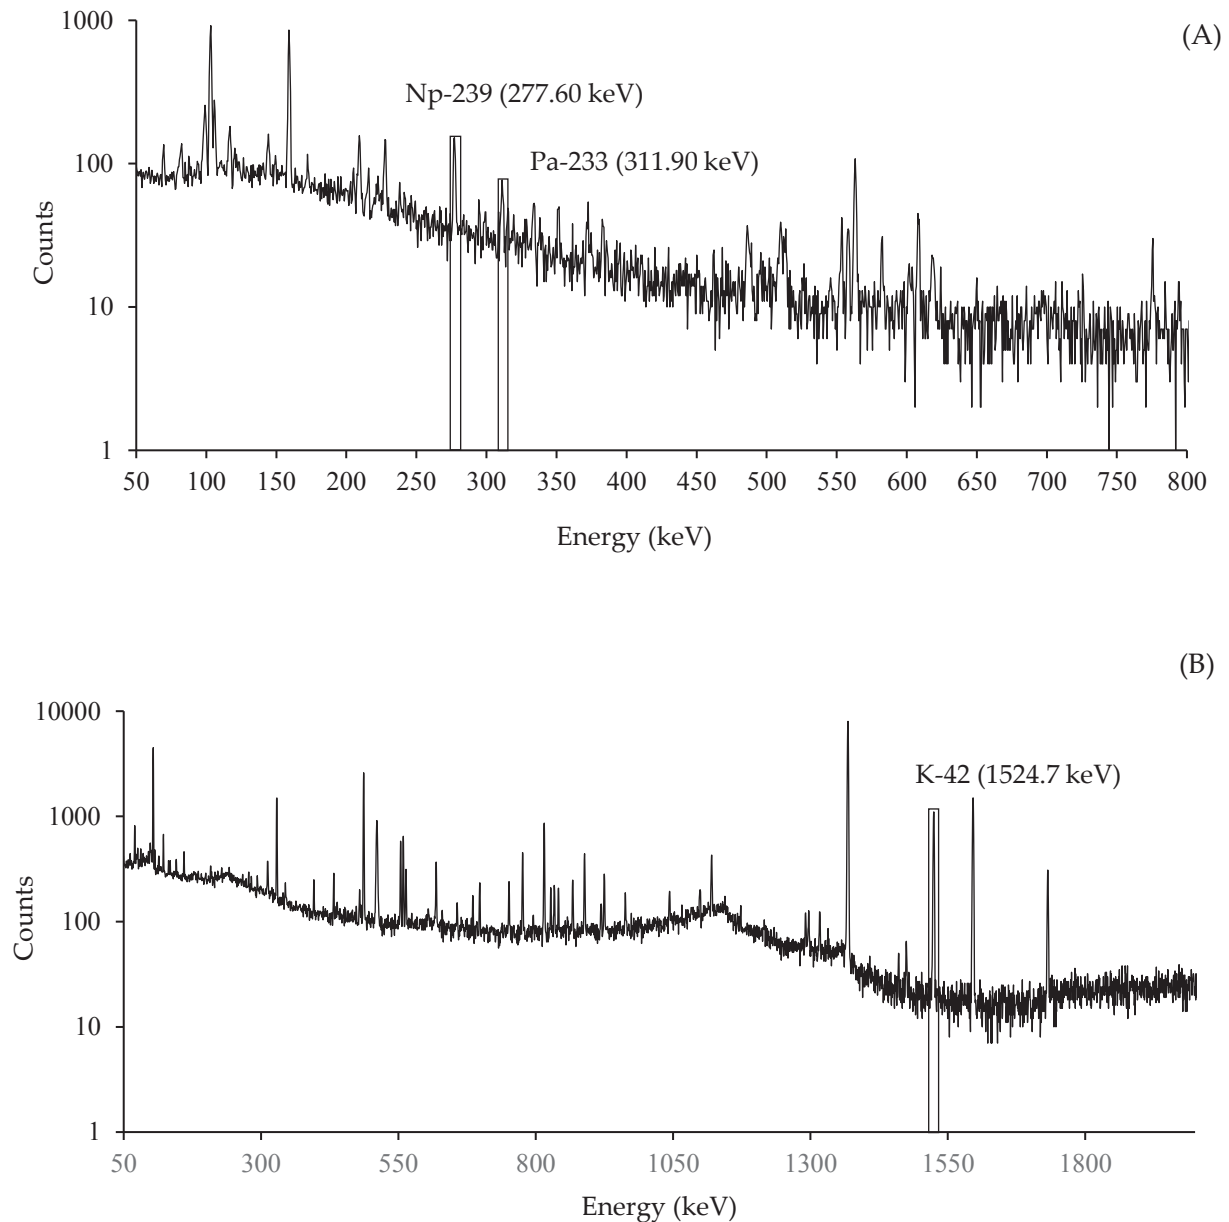 (A)
1000
Np-239 (277.60 keV)
Pa-233 (311.90 keV)
100
Counts
10
1
50 100 150 200 250 300 350 400 450 500 550 600 650 700 750 800
Energy (keV)
(B)
10000
K-42 (1524.7 keV)
1000
Counts
100
10
1
50 300 550 800 1050 1300 1550 1800
Energy (keV)